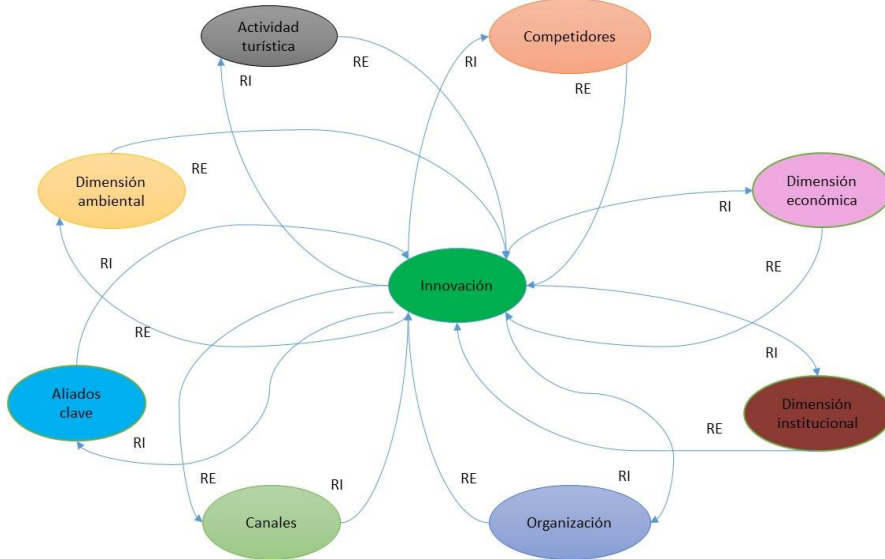 Actividad
turística
Competidores
RE
RI
RI
RE
RE
Dimensión
ambiental
Dimensión
económica
RI
RI
RE
Innovación
RE
RI
Aliados
clave
Dimensión
institucional
RI
RE
RE
RI
RE
RI
Canales
Organización